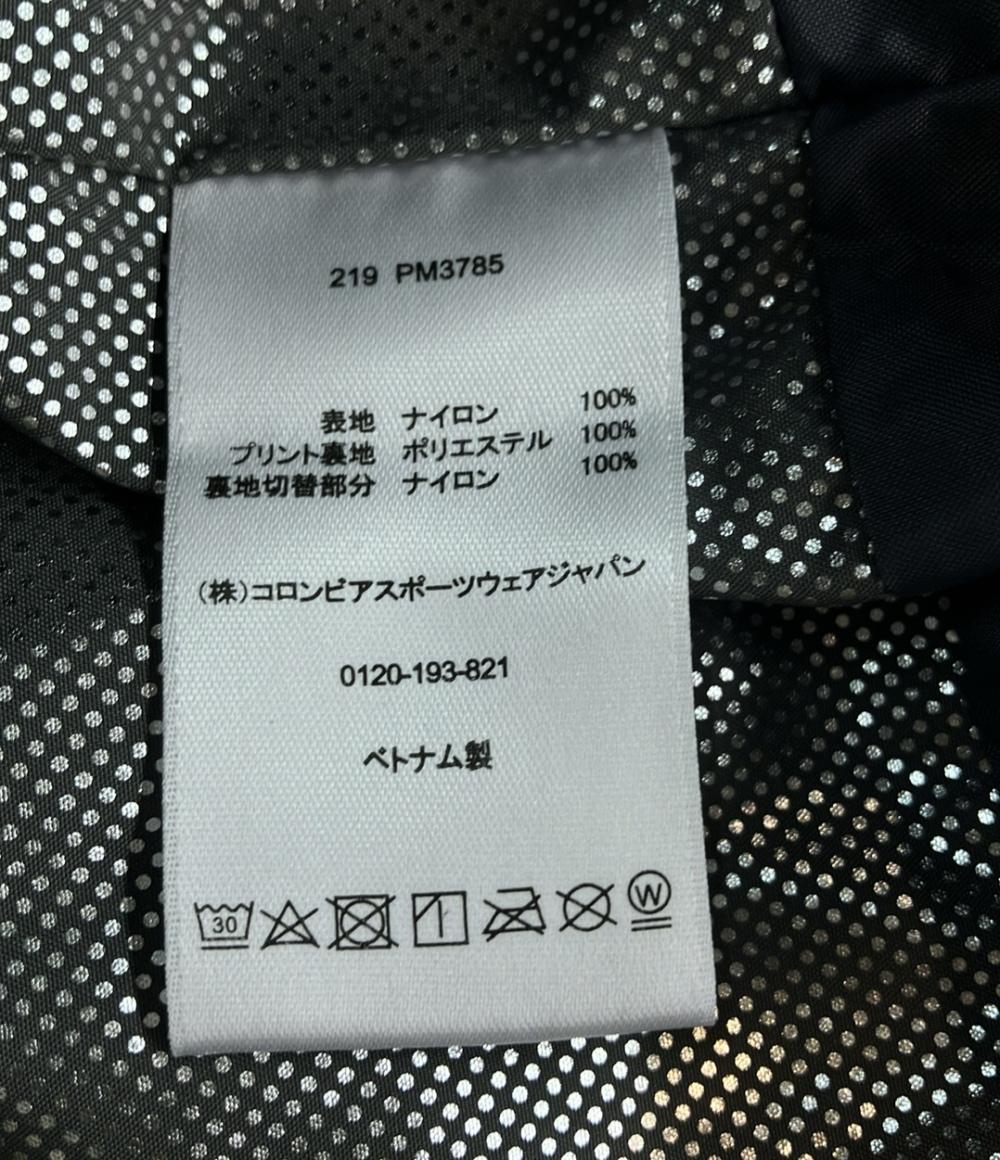 219 PM3785
表地 ナイロン 100%
プリント裏地 ポリエステル 100%
裏地切替部分 ナイロン 100%
(株)コロンビアスポーツウェアジャパン
0120-193-821
ベトナム製
30 W